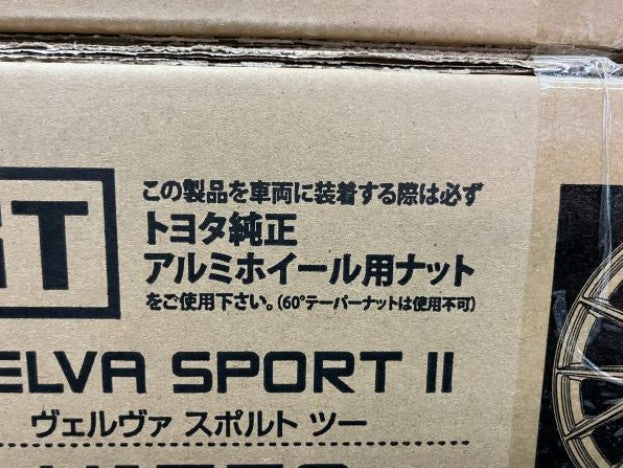 この製品を車両に装着する際は必ず
トヨタ純正
アルミホイール用ナット
をご使用下さい。(60°テーパーナットは使用不可)
ELVA SPORT II
ヴェルヴァ スポルト ツー